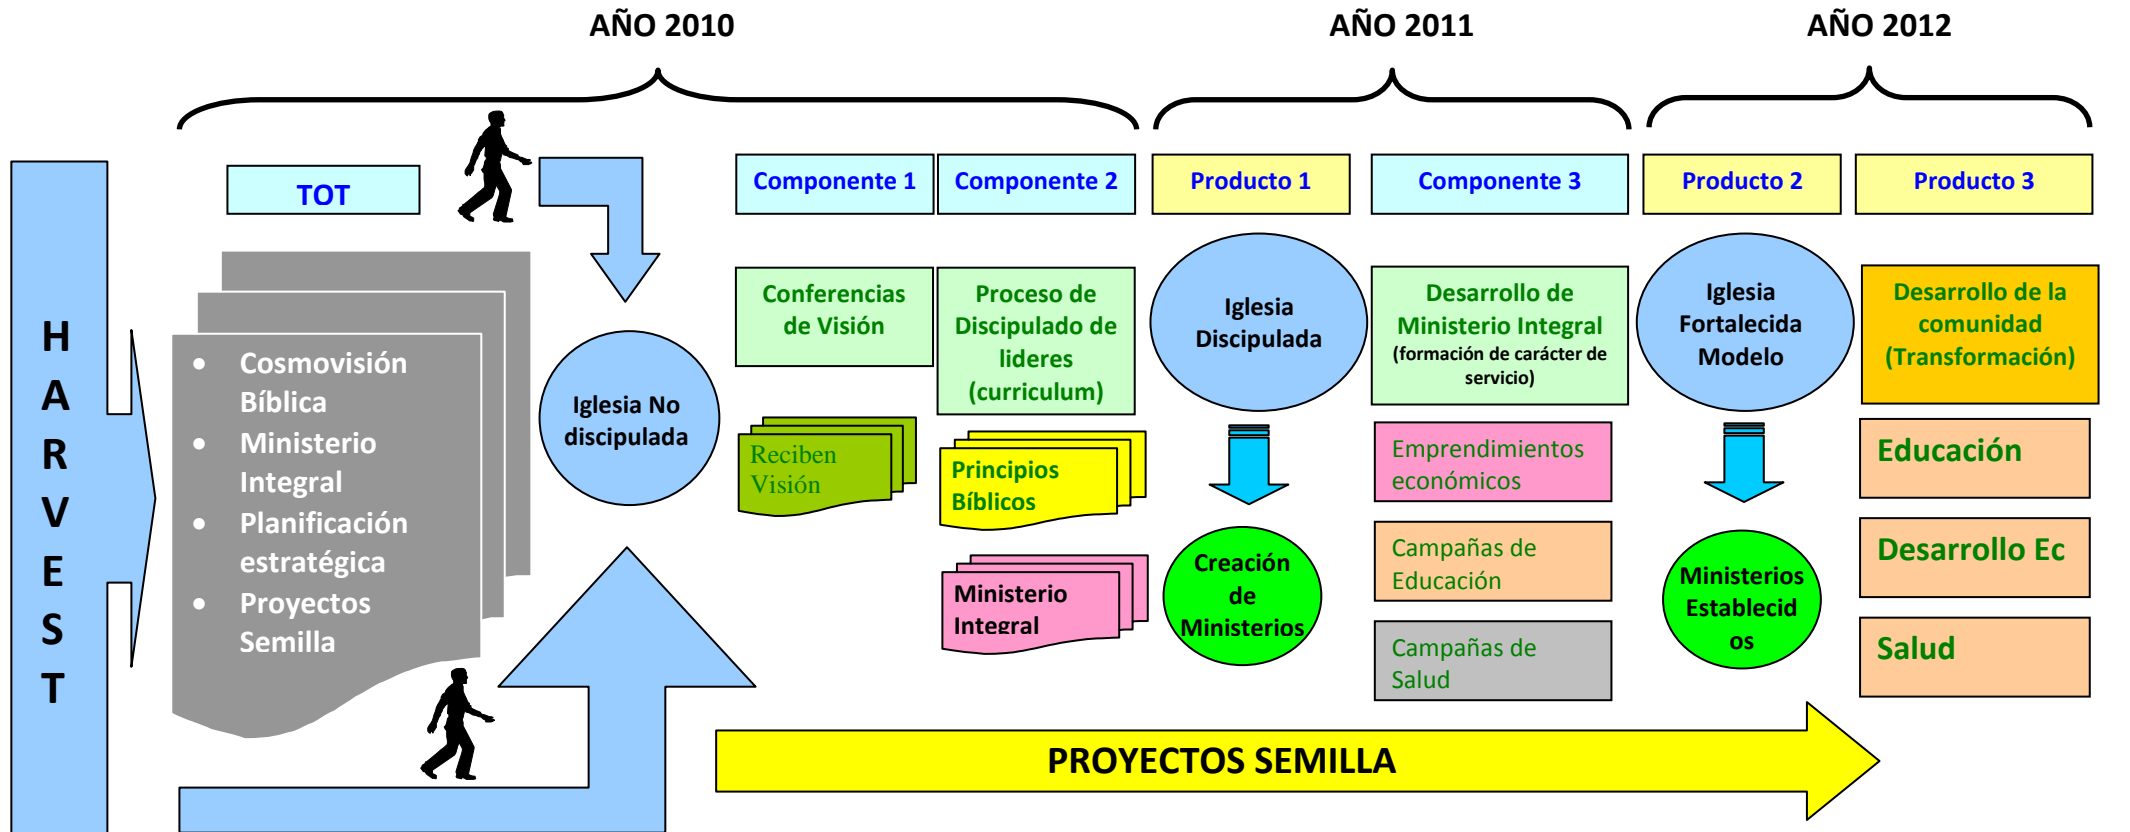 AÑO 2010
AÑO 2011
AÑO 2012
H
A
R
V
E
S
T
TOT
• Cosmovisión
Bíblica
• Ministerio
Integral
• Planificación
estratégica
• Proyectos
Semilla
Iglesia No
discipulada
Componente 1
Conferencias
de Visión
Reciben
Visión
Componente 2
Proceso de
Discipulado de
lideres
(curriculum)
Principios
Bíblicos
Ministerio
Integral
Producto 1
Iglesia
Discipulada
Creación
de
Ministerios
Componente 3
Desarrollo de
Ministerio Integral
(formación de carácter de
servicio)
Emprendimientos
económicos
Campañas de
Educación
Campañas de
Salud
Producto 2
Iglesia
Fortalecida
Modelo
Ministerios
Establecid
os
Producto 3
Desarrollo de la
comunidad
(Transformación)
Educación
Desarrollo Ec
Salud
PROYECTOS SEMILLA